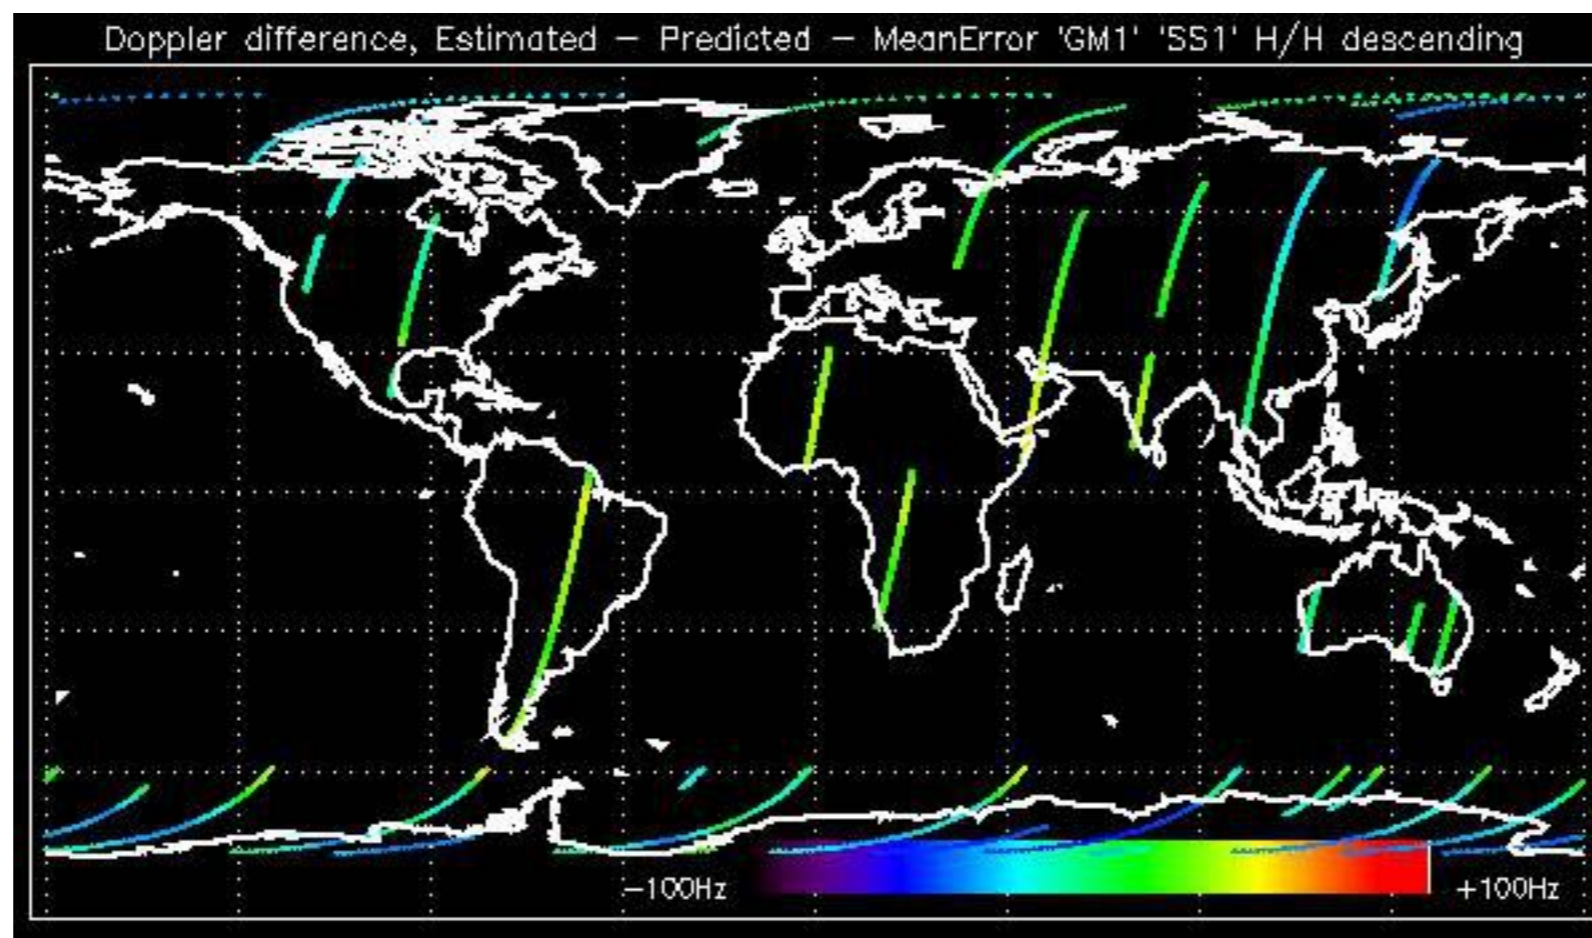 Doppler difference, Estimated – Predicted – MeanError 'GM1' 'SS1' H/H descending
–100Hz
+100Hz